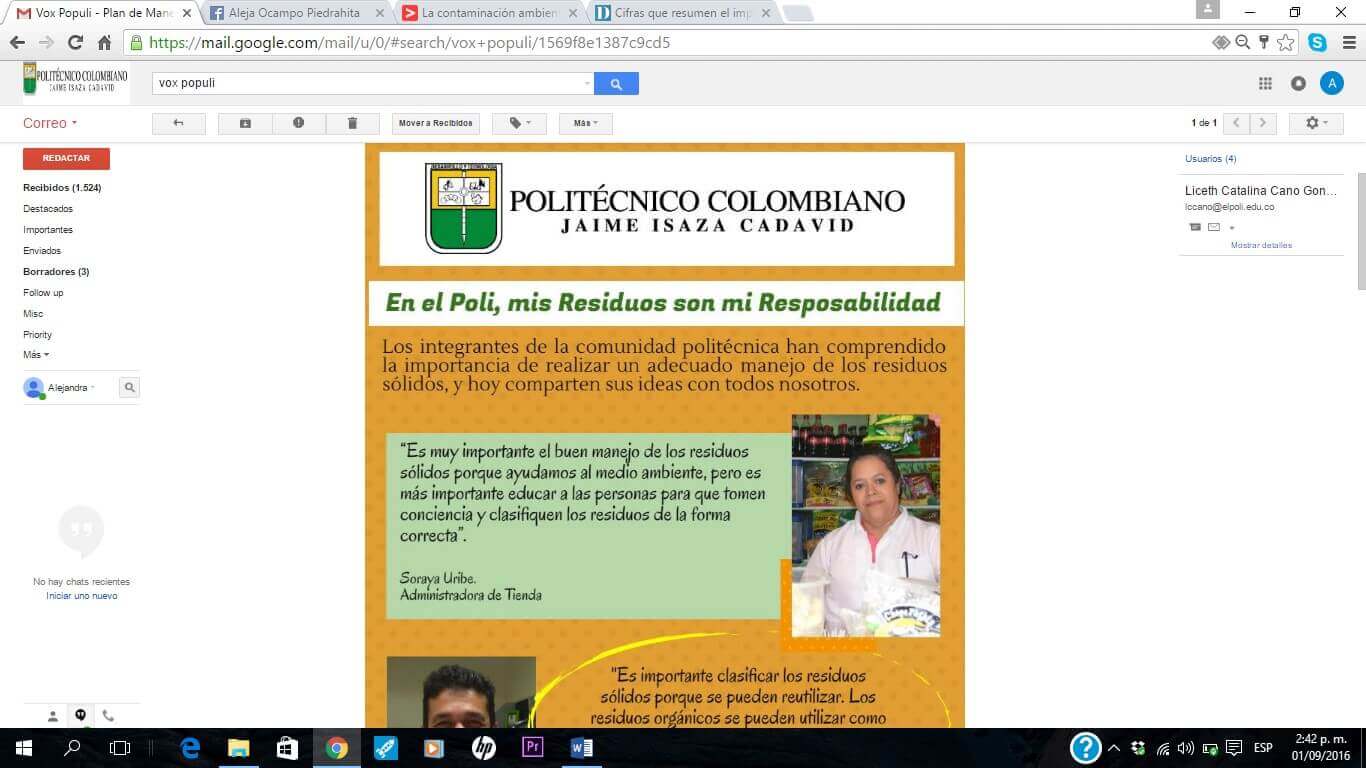 Vox Populi - Plan de Mane
Aleja Ocampo Piedrahita
La contaminación ambien
Cifras que resumen el imp
https://mail.google.com/mail/u/0/#search/vox+populi/1569f8e1387c9cd5
POLITÉCNICO COLOMBIANO
JAIME ISAZA CADAVID
vox populi
A
Correo
Mover a Recibidos
Más
1 de 1
REDACTAR
Recibidos (1.524)
Destacados
Importantes
Enviados
Borradores (3)
Follow up
Misc
Priority
Más
Alejandra
No hay chats recientes
Iniciar uno nuevo
POLITÉCNICO COLOMBIANO
JAIME ISAZA CADAVID
En el Poli, mis Residuos son mi Resposabilidad
Los integrantes de la comunidad politécnica han comprendido
la importancia de realizar un adecuado manejo de los residuos
sólidos, y hoy comparten sus ideas con todos nosotros.
“Es muy importante el buen manejo de los residuos
sólidos porque ayudamos al medio ambiente, pero es
más importante educar a las personas para que tomen
conciencia y clasifiquen los residuos de la forma
correcta”.
Soraya Uribe.
Administradora de Tienda
"Es importante clasificar los residuos
sólidos porque se pueden reutilizar. Los
residuos orgánicos se pueden utilizar como
Usuarios (4)
Liceth Catalina Cano Gon...
lccano@elpoli.edu.co
Mostrar detalles
hp
Pr
ESP
2:42 p. m.
01/09/2016